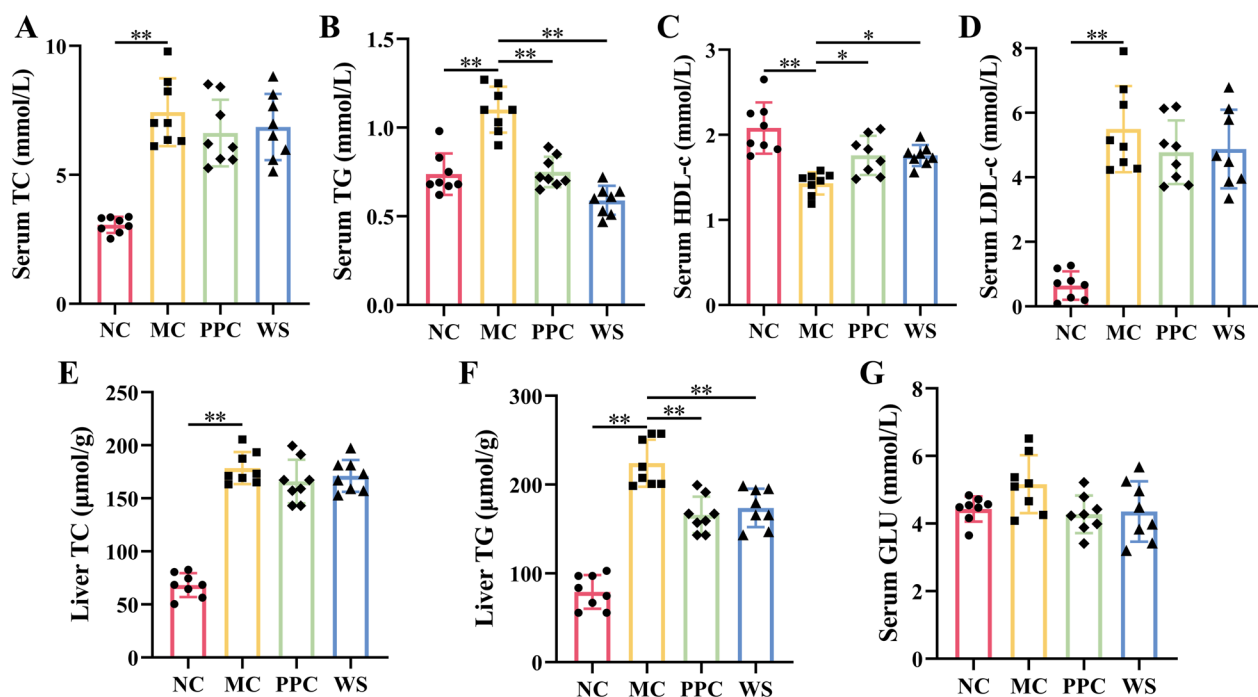 A
Serum TC (mmol/L)
10
5
0
**
NC MC PPC WS
B
Serum TG (mmol/L)
1.5
1.0
0.5
0.0
**
**
**
NC MC PPC WS
C
Serum HDL-c (mmol/L)
3
2
1
0
*
**
*
NC MC PPC WS
D
Serum LDL-c (mmol/L)
8
6
4
2
0
**
NC MC PPC WS
E
Liver TC (μmol/g)
250
200
150
100
50
0
**
NC MC PPC WS
F
Liver TG (μmol/g)
300
200
100
0
**
**
**
NC MC PPC WS
G
Serum GLU (mmol/L)
8
6
4
2
0
NC MC PPC WS